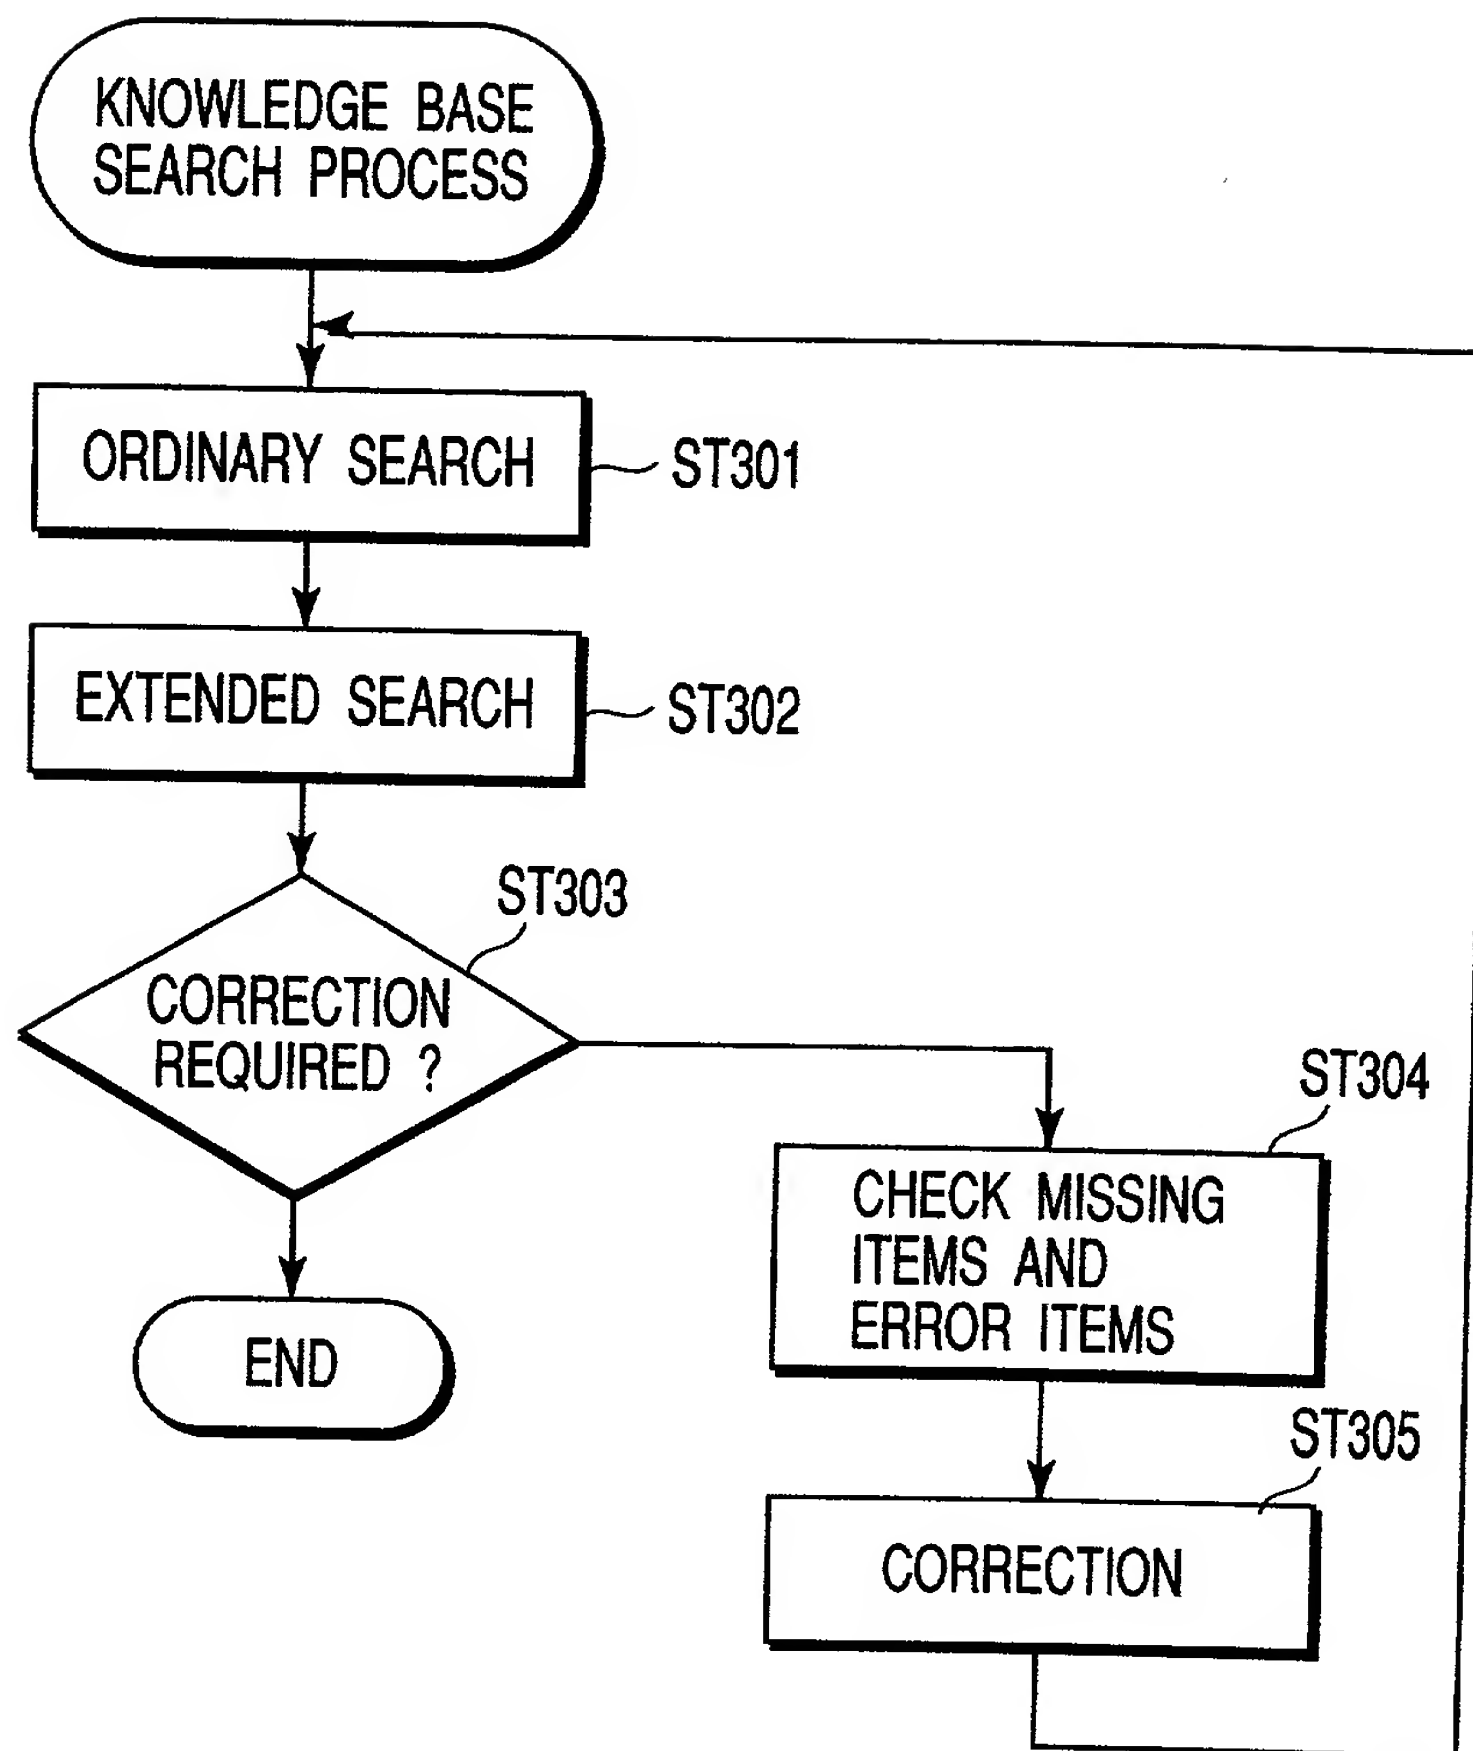 KNOWLEDGE BASE
SEARCH PROCESS
ORDINARY SEARCH
ST301
EXTENDED SEARCH
ST302
ST303
CORRECTION
REQUIRED ?
ST304
CHECK MISSING
ITEMS AND
ERROR ITEMS
END
ST305
CORRECTION